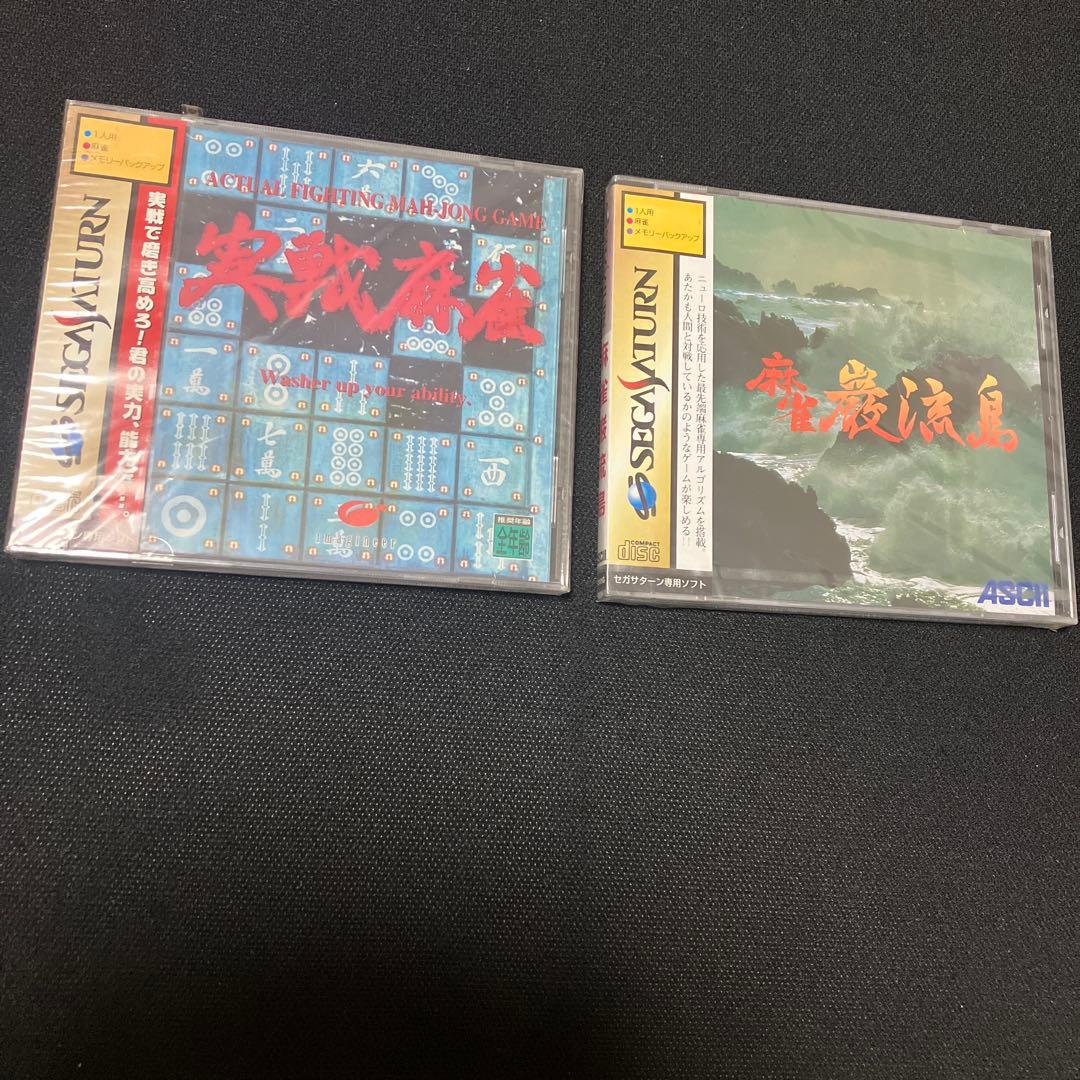 1人用
麻雀
メモリーバックアップ
SEGA SATURN
実戦で磨き高めろ!君の実力、能力を……。
ACTUAL FIGHTING MAH-JONG GAME
実戦麻雀
Washer up your ability、
六
二
一萬
七萬
西
imagineer
推奨年齢
全年齢
1人用
麻雀
メモリーバックアップ
SEGA SATURN
ニューロ技術を応用した最先端麻雀専用アルゴリズムを搭載。
あたかも人間と対戦しているかのようなゲームが楽しめる!!
麻雀巌流島
COMPACT
disc
セガサターン専用ソフト
ASCII